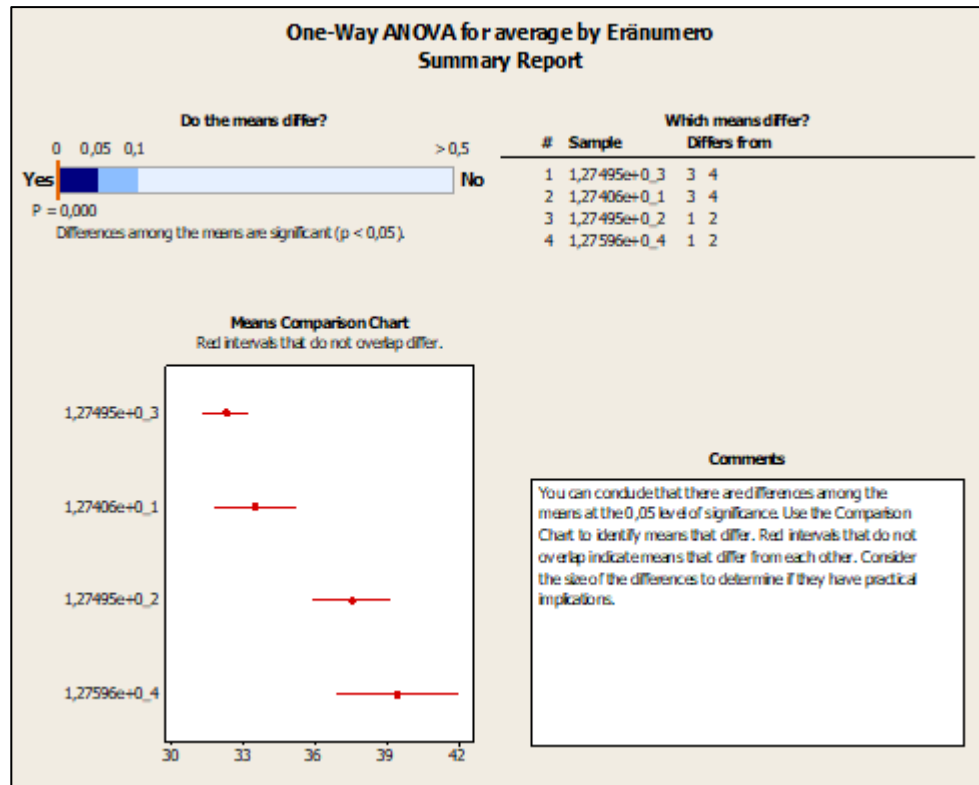 One-Way ANOVA for average by Eränumero
Summary Report
Do the means differ?
0 0,05 0,1 > 0,5
Yes No
P = 0,000
Differences among the means are significant (p < 0,05).
Which means differ?
# Sample Differs from
1 1,27495e+0_3 3 4
2 1,27406e+0_1 3 4
3 1,27495e+0_2 1 2
4 1,27596e+0_4 1 2
Means Comparison Chart
Red intervals that do not overlap differ.
1,27495e+0_3
1,27406e+0_1
1,27495e+0_2
1,27596e+0_4
30 33 36 39 42
Comments
You can conclude that there are differences among the
means at the 0,05 level of significance. Use the Comparison
Chart to identify means that differ. Red intervals that do not
overlap indicate means that differ from each other. Consider
the size of the differences to determine if they have practical
implications.